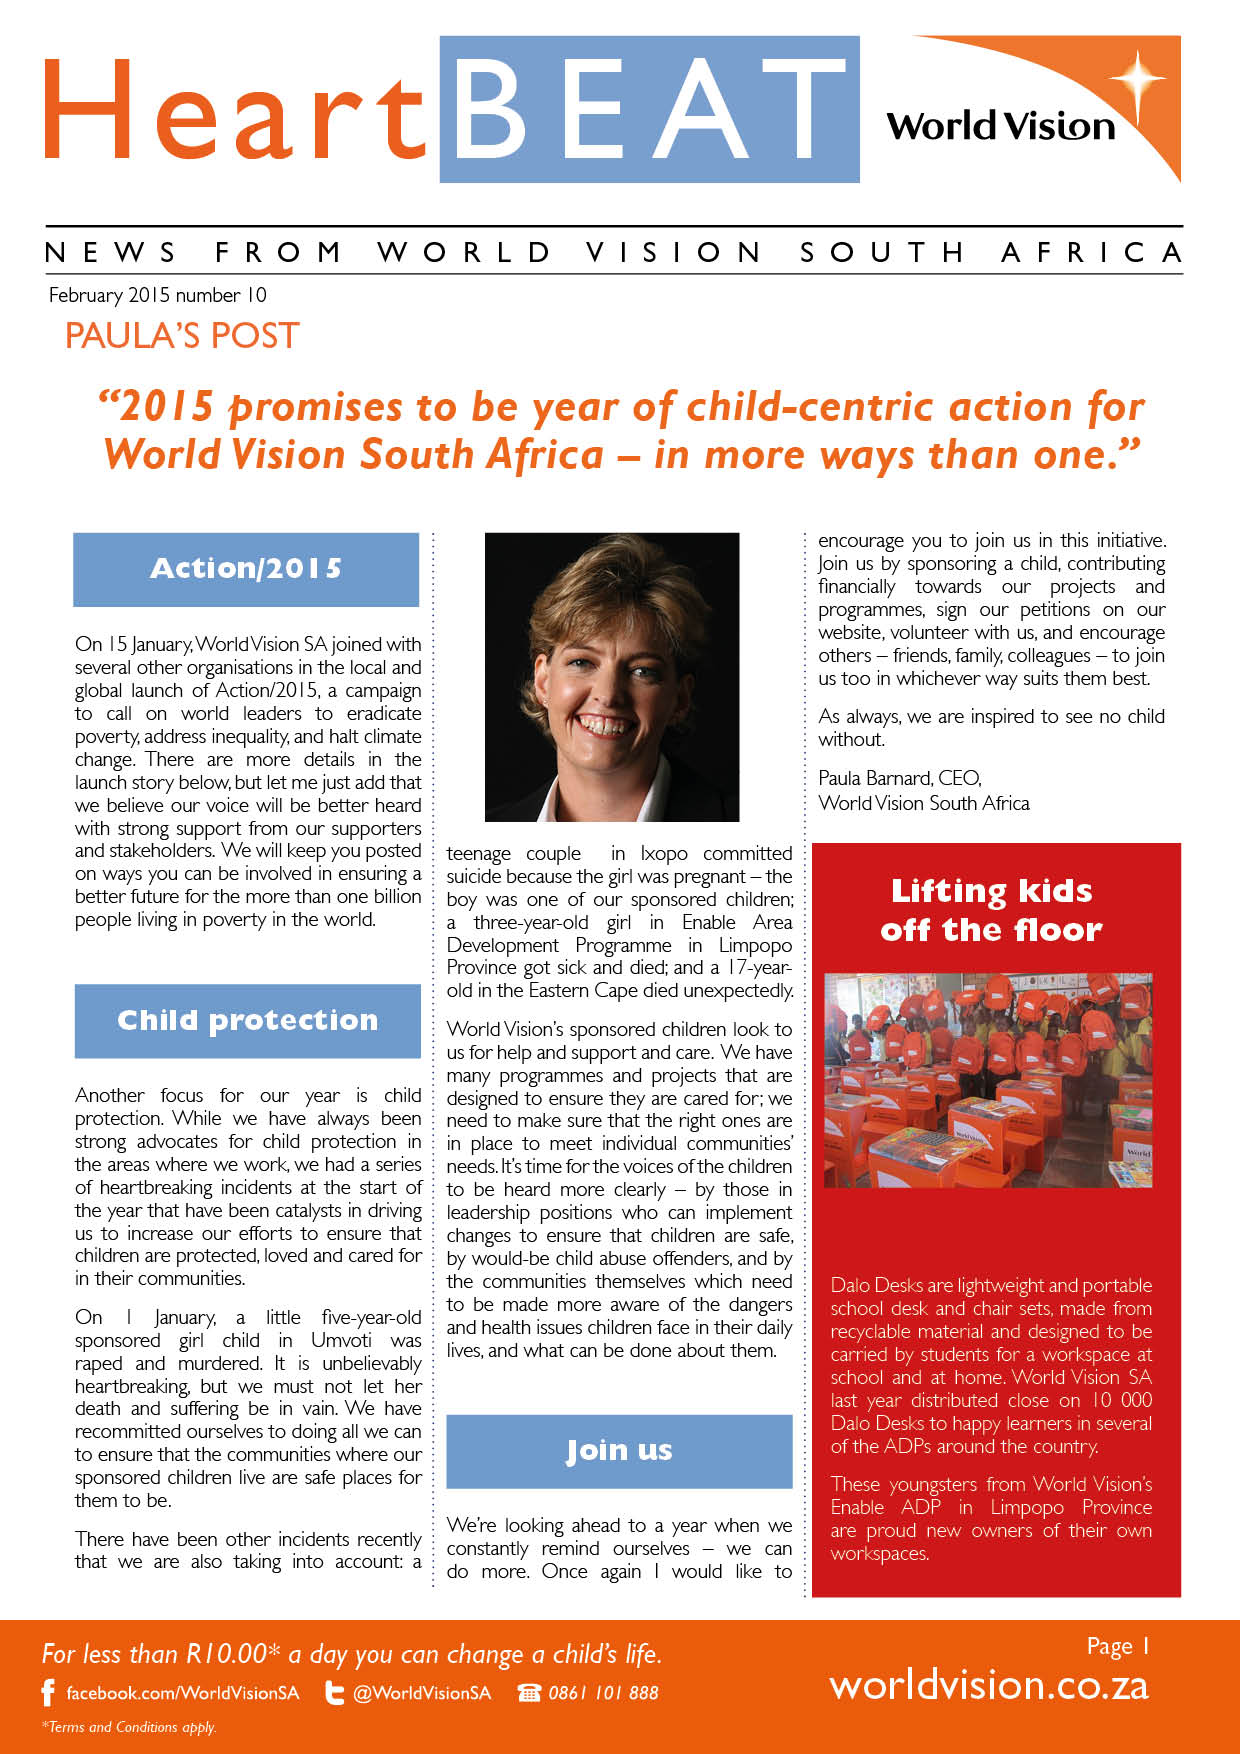 HeartBEAT
World Vision
NEWS FROM WORLD VISION SOUTH AFRICA
February 2015 number 10
PAULA'S POST
“2015 promises to be year of child-centric action for
World Vision South Africa – in more ways than one.”
Action/2015
On 15 January, World Vision SA joined with
several other organisations in the local and
global launch of Action/2015, a campaign
to call on world leaders to eradicate
poverty, address inequality, and halt climate
change. There are more details in the
launch story below, but let me just add that
we believe our voice will be better heard
with strong support from our supporters
and stakeholders. We will keep you posted
on ways you can be involved in ensuring a
better future for the more than one billion
people living in poverty in the world.
Child protection
Another focus for our year is child
protection. While we have always been
strong advocates for child protection in
the areas where we work, we had a series
of heartbreaking incidents at the start of
the year that have been catalysts in driving
us to increase our efforts to ensure that
children are protected, loved and cared for
in their communities.
On 1 January, a little five-year-old
sponsored girl child in Umvoti was
raped and murdered. It is unbelievably
heartbreaking, but we must not let her
death and suffering be in vain. We have
recommitted ourselves to doing all we can
to ensure that the communities where our
sponsored children live are safe places for
them to be.
There have been other incidents recently
that we are also taking into account: a
teenage couple in Ixopo committed
suicide because the girl was pregnant – the
boy was one of our sponsored children;
a three-year-old girl in Enable Area
Development Programme in Limpopo
Province got sick and died; and a 17-year-
old in the Eastern Cape died unexpectedly.
World Vision's sponsored children look to
us for help and support and care. We have
many programmes and projects that are
designed to ensure they are cared for; we
need to make sure that the right ones are
in place to meet individual communities'
needs. It's time for the voices of the children
to be heard more clearly – by those in
leadership positions who can implement
changes to ensure that children are safe,
by would-be child abuse offenders, and by
the communities themselves which need
to be made more aware of the dangers
and health issues children face in their daily
lives, and what can be done about them.
Join us
We're looking ahead to a year when we
constantly remind ourselves – we can
do more. Once again I would like to
encourage you to join us in this initiative.
Join us by sponsoring a child, contributing
financially towards our projects and
programmes, sign our petitions on our
website, volunteer with us, and encourage
others – friends, family, colleagues – to join
us too in whichever way suits them best.
As always, we are inspired to see no child
without.
Paula Barnard, CEO,
World Vision South Africa
Lifting kids
off the floor
Dalo Desks are lightweight and portable
school desk and chair sets, made from
recyclable material and designed to be
carried by students for a workspace at
school and at home. World Vision SA
last year distributed close on 10 000
Dalo Desks to happy learners in several
of the ADPs around the country.
These youngsters from World Vision's
Enable ADP in Limpopo Province
are proud new owners of their own
workspaces.
For less than R10.00* a day you can change a child's life.
facebook.com/WorldVisionSA @WorldVisionSA 0861 101 888
*Terms and Conditions apply.
Page 1
worldvision.co.za